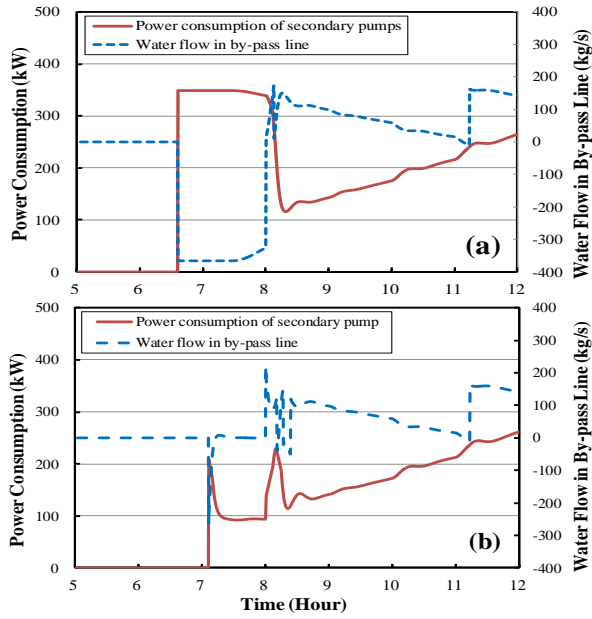 500
400
300
200
100
0
Power Consumption (kW)
Power consumption of secondary pumps
Water flow in by-pass line
(a)
400
300
200
100
0
-100
-200
-300
-400
Water Flow in By-pass Line (kg/s)
5 6 7 8 9 10 11 12
500
400
300
200
100
0
Power Consumption (kW)
Power consumption of secondary pump
Water flow in by-pass line
(b)
400
300
200
100
0
-100
-200
-300
-400
Water Flow in By-pass Line (kg/s)
5 6 7 8 9 10 11 12
Time (Hour)